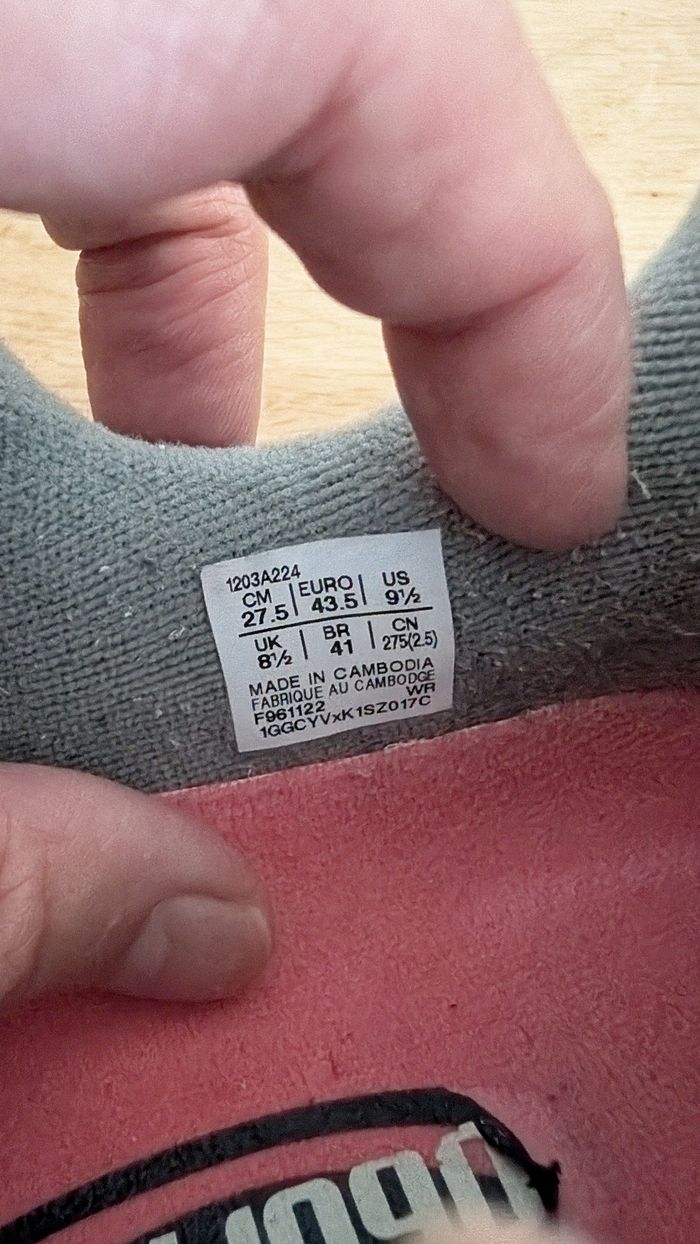 1203A224
CM EURO US
27.5 43.5 9½
UK BR CN
8½ 41 275(2.5)
MADE IN CAMBODIA
FABRIQUE AU CAMBODGE
F961122 WR
1GGCYVxK1SZ017C